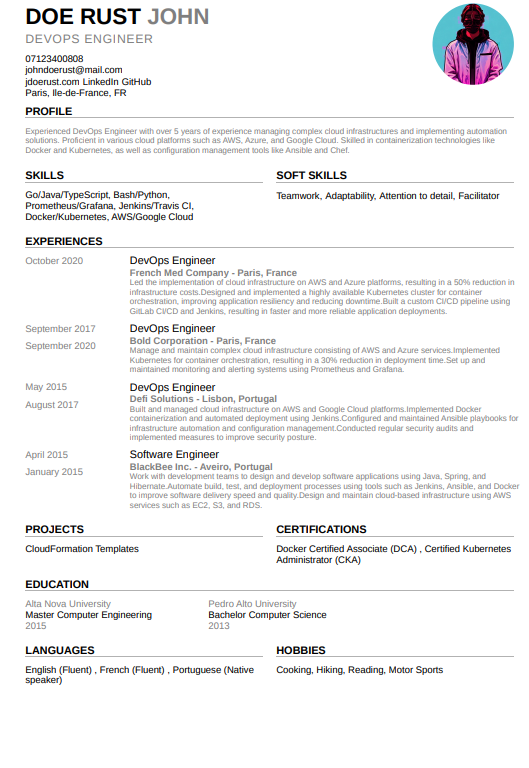 DOE RUST JOHN
DEVOPS ENGINEER
07123400808
johndoerust@mail.com
jdoerust.com LinkedIn GitHub
Paris, Ile-de-France, FR
PROFILE
Experienced DevOps Engineer with over 5 years of experience managing complex cloud infrastructures and implementing automation
solutions. Proficient in various cloud platforms such as AWS, Azure, and Google Cloud. Skilled in containerization technologies like
Docker and Kubernetes, as well as configuration management tools like Ansible and Chef.
SKILLS
Go/Java/TypeScript, Bash/Python,
Prometheus/Grafana, Jenkins/Travis CI,
Docker/Kubernetes, AWS/Google Cloud
SOFT SKILLS
Teamwork, Adaptability, Attention to detail, Facilitator
EXPERIENCES
October 2020
DevOps Engineer
French Med Company - Paris, France
Led the implementation of cloud infrastructure on AWS and Azure platforms, resulting in a 50% reduction in
infrastructure costs.Designed and implemented a highly available Kubernetes cluster for container
orchestration, improving application resiliency and reducing downtime.Built a custom CI/CD pipeline using
GitLab CI/CD and Jenkins, resulting in faster and more reliable application deployments.
September 2017
September 2020
DevOps Engineer
Bold Corporation - Paris, France
Manage and maintain complex cloud infrastructure consisting of AWS and Azure services.Implemented
Kubernetes for container orchestration, resulting in a 30% reduction in deployment time.Set up and
maintained monitoring and alerting systems using Prometheus and Grafana.
May 2015
August 2017
DevOps Engineer
Defi Solutions - Lisbon, Portugal
Built and managed cloud infrastructure on AWS and Google Cloud platforms.Implemented Docker
containerization and automated deployment using Jenkins.Configured and maintained Ansible playbooks for
infrastructure automation and configuration management.Conducted regular security audits and
implemented measures to improve security posture.
April 2015
January 2015
Software Engineer
BlackBee Inc. - Aveiro, Portugal
Work with development teams to design and develop software applications using Java, Spring, and
Hibernate.Automate build, test, and deployment processes using tools such as Jenkins, Ansible, and Docker
to improve software delivery speed and quality.Design and maintain cloud-based infrastructure using AWS
services such as EC2, S3, and RDS.
PROJECTS
CloudFormation Templates
CERTIFICATIONS
Docker Certified Associate (DCA) , Certified Kubernetes
Administrator (CKA)
EDUCATION
Alta Nova University
Master Computer Engineering
2015
Pedro Alto University
Bachelor Computer Science
2013
LANGUAGES
English (Fluent) , French (Fluent) , Portuguese (Native
speaker)
HOBBIES
Cooking, Hiking, Reading, Motor Sports